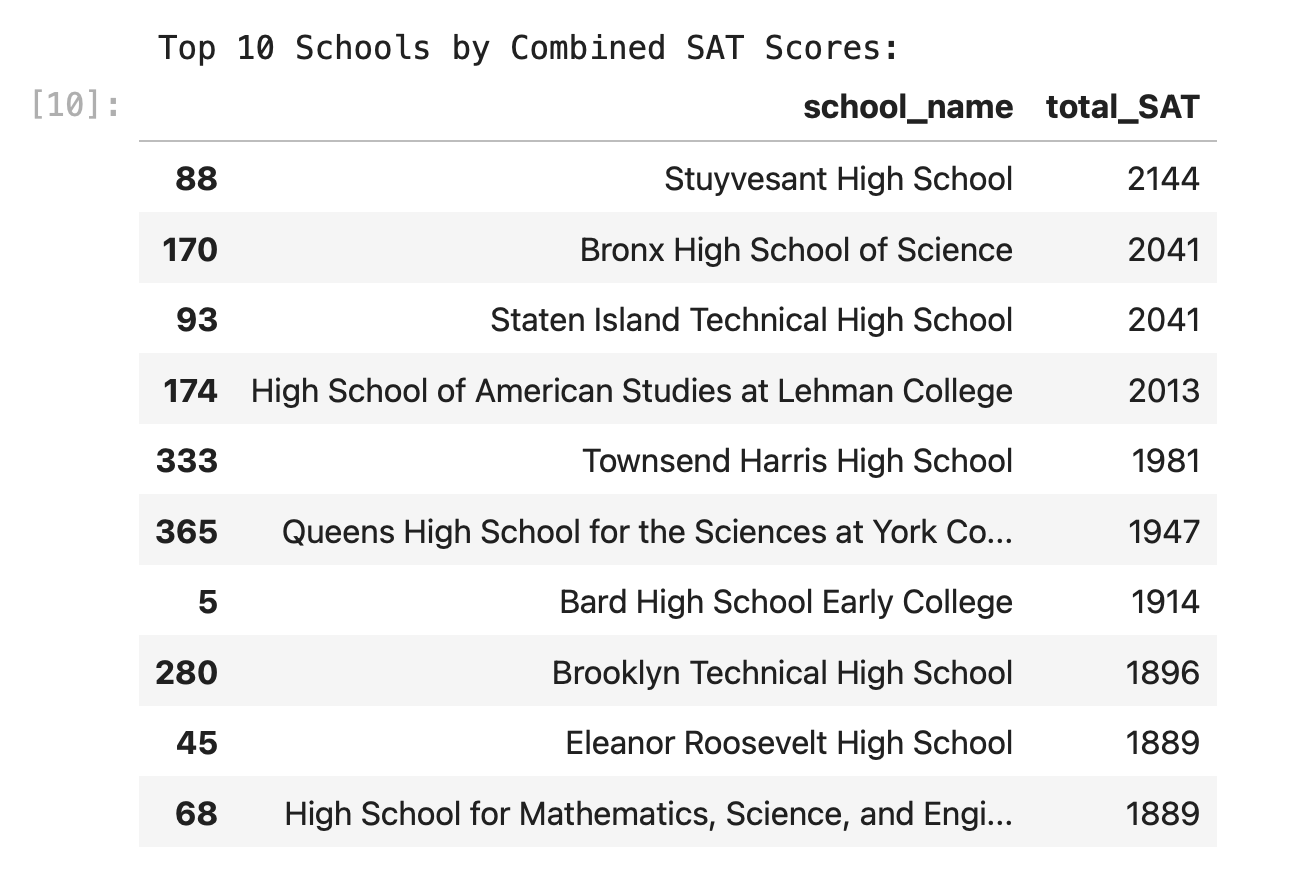 Top 10 Schools by Combined SAT Scores:
[10]: school_name total_SAT
88 Stuyvesant High School 2144
170 Bronx High School of Science 2041
93 Staten Island Technical High School 2041
174 High School of American Studies at Lehman College 2013
333 Townsend Harris High School 1981
365 Queens High School for the Sciences at York Co... 1947
5 Bard High School Early College 1914
280 Brooklyn Technical High School 1896
45 Eleanor Roosevelt High School 1889
68 High School for Mathematics, Science, and Engi... 1889